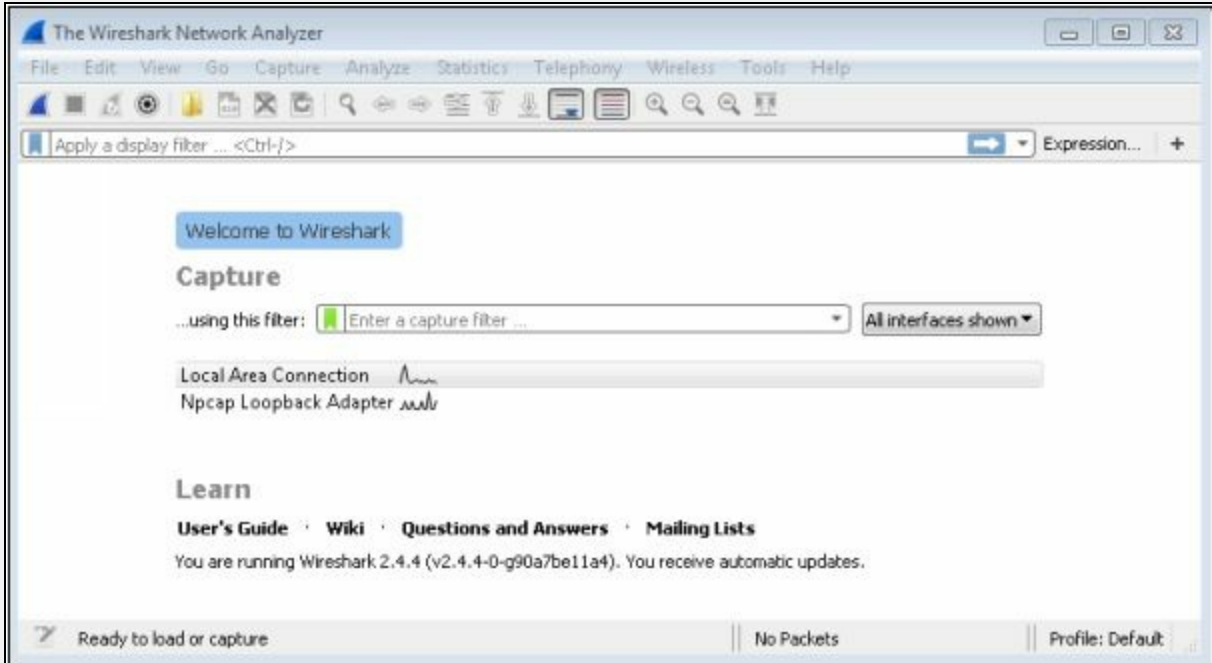 The Wireshark Network Analyzer
File Edit View Go Capture Analyze Statistics Telephony Wireless Tools Help
Apply a display filter ... <Ctrl-/> Expression... +
Welcome to Wireshark
Capture
...using this filter: Enter a capture filter ... All interfaces shown
Local Area Connection
Npcap Loopback Adapter
Learn
User's Guide · Wiki · Questions and Answers · Mailing Lists
You are running Wireshark 2.4.4 (v2.4.4-0-g90a7be11a4). You receive automatic updates.
Ready to load or capture No Packets Profile: Default